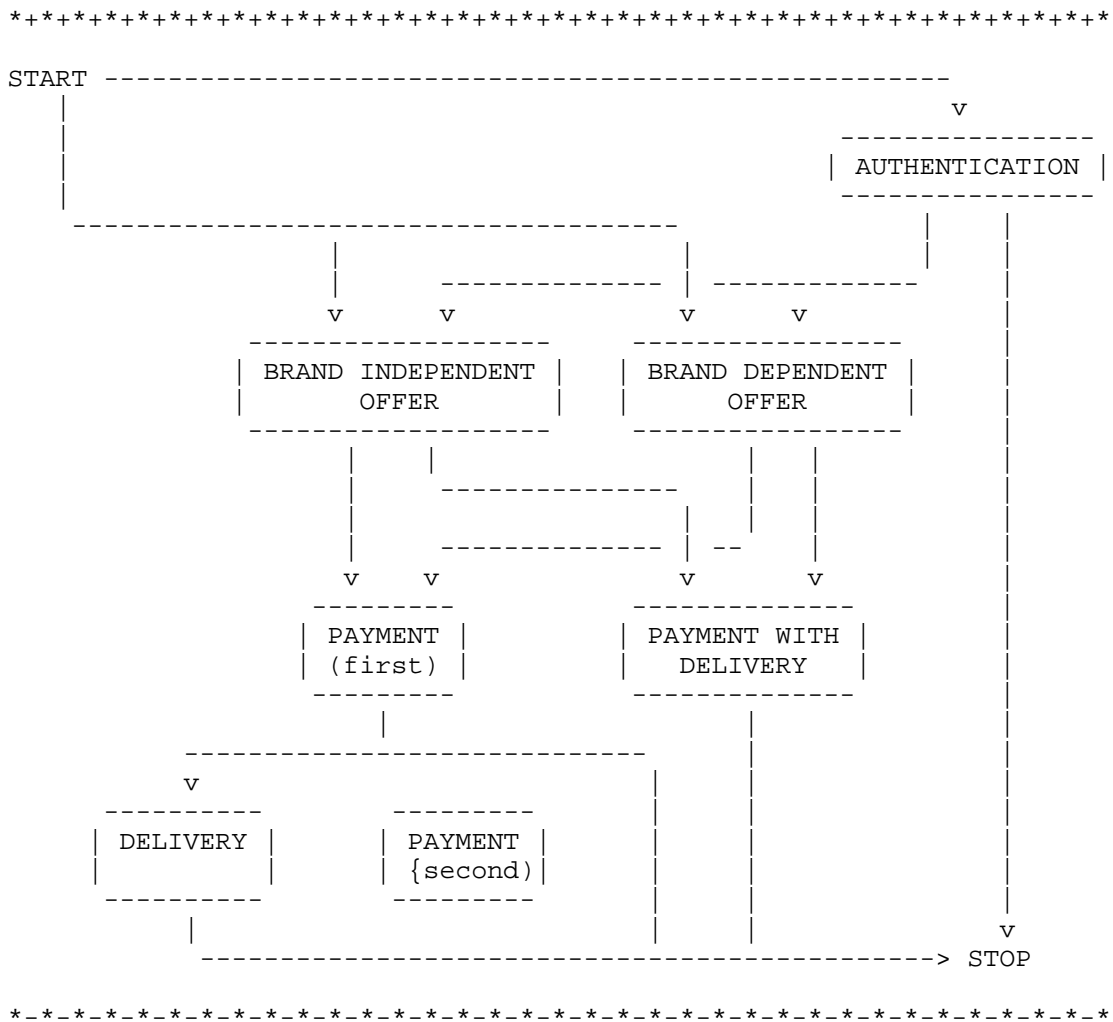 *+*+*+*+*+*+*+*+*+*+*+*+*+*+*+*+*+*+*+*+*+*+*+*+*+*+*+*+*+*+*+*+*+*+*
START
v
AUTHENTICATION
v v v v
BRAND INDEPENDENT BRAND DEPENDENT
OFFER OFFER
v v v v
PAYMENT PAYMENT WITH
(first) DELIVERY
v
DELIVERY PAYMENT
{second)
v
> STOP
*-*-*-*-*-*-*-*-*-*-*-*-*-*-*-*-*-*-*-*-*-*-*-*-*-*-*-*-*-*-*-*-*-*-*